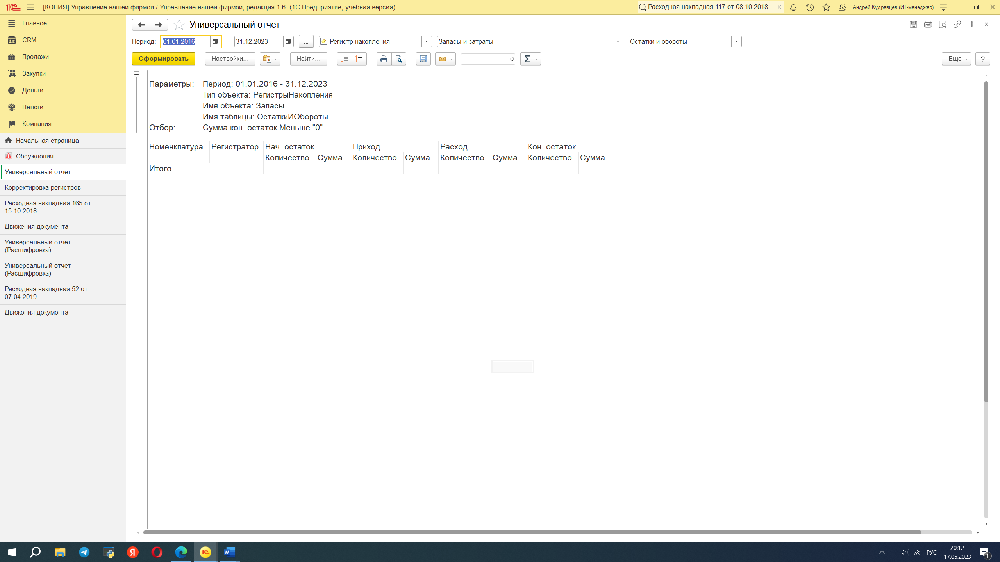 [КОПИЯ] Управление нашей фирмой / Управление нашей фирмой, редакция 1.6 (1С:Предприятие, учебная версия)
Расходная накладная 117 от 08.10.2018
Андрей Кудрявцев (ИТ-менеджер)
Главное
CRM
Продажи
Закупки
Деньги
Налоги
Компания
Начальная страница
Обсуждения
Универсальный отчет
Корректировка регистров
Расходная накладная 165 от
15.10.2018
Движения документа
Универсальный отчет
(Расшифровка)
Универсальный отчет
(Расшифровка)
Расходная накладная 52 от
07.04.2019
Движения документа
Универсальный отчет
Период: 01.01.2016 – 31.12.2023 ... Регистр накопления Запасы и затраты Остатки и обороты
Сформировать Настройки... Найти... 0 Σ Еще ?
Параметры: Период: 01.01.2016 - 31.12.2023
Тип объекта: РегистрыНакопления
Имя объекта: Запасы
Имя таблицы: ОстаткиИОбороты
Отбор: Сумма кон. остаток Меньше "0"
Номенклатура Регистратор Нач. остаток Приход Расход Кон. остаток
Количество Сумма Количество Сумма Количество Сумма Количество Сумма
Итого
РУС
20:12
17.05.2023
1